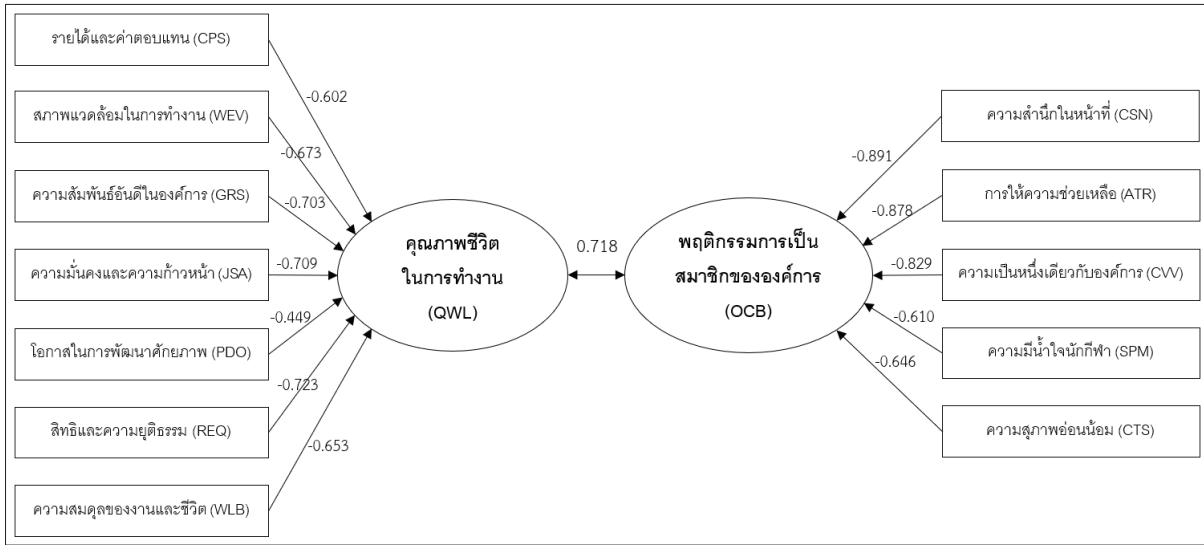 รายได้และค่าตอบแทน (CPS)
-0.602
สภาพแวดล้อมในการทำงาน (WEV)
-0.673
ความสัมพันธ์อันดีในองค์การ (GRS)
-0.703
ความมั่นคงและความก้าวหน้า (JSA)
-0.709
โอกาสในการพัฒนาศักยภาพ (PDO)
-0.449
สิทธิและความยุติธรรม (REQ)
-0.723
ความสมดุลของงานและชีวิต (WLB)
-0.653
คุณภาพชีวิต
ในการทำงาน
(QWL)
0.718
พฤติกรรมการเป็น
สมาชิกขององค์การ
(OCB)
ความสำนึกในหน้าที่ (CSN)
-0.891
การให้ความช่วยเหลือ (ATR)
-0.878
ความเป็นหนึ่งเดียวกับองค์การ (CVV)
-0.829
ความมีน้ำใจนักกีฬา (SPM)
-0.610
ความสุภาพอ่อนน้อม (CTS)
-0.646